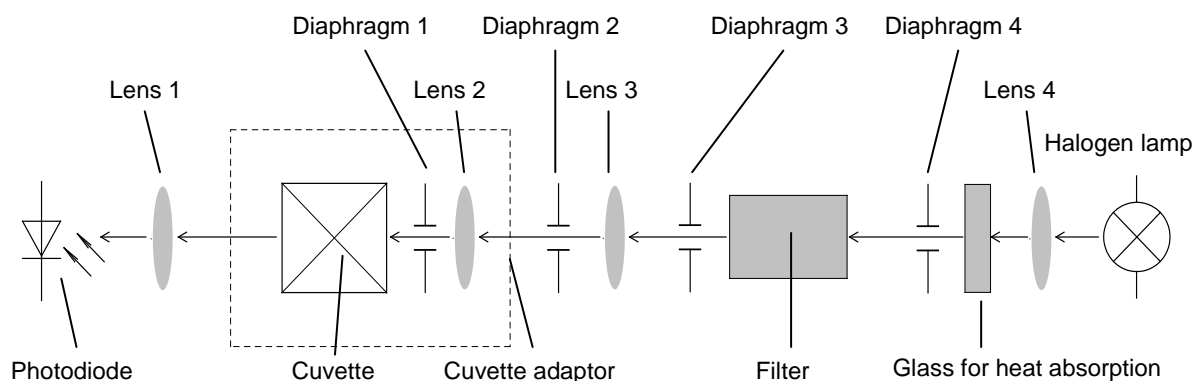 Diaphragm 1
Diaphragm 2
Diaphragm 3
Diaphragm 4
Lens 1
Lens 2
Lens 3
Lens 4
Halogen lamp
Photodiode
Cuvette
Cuvette adaptor
Filter
Glass for heat absorption